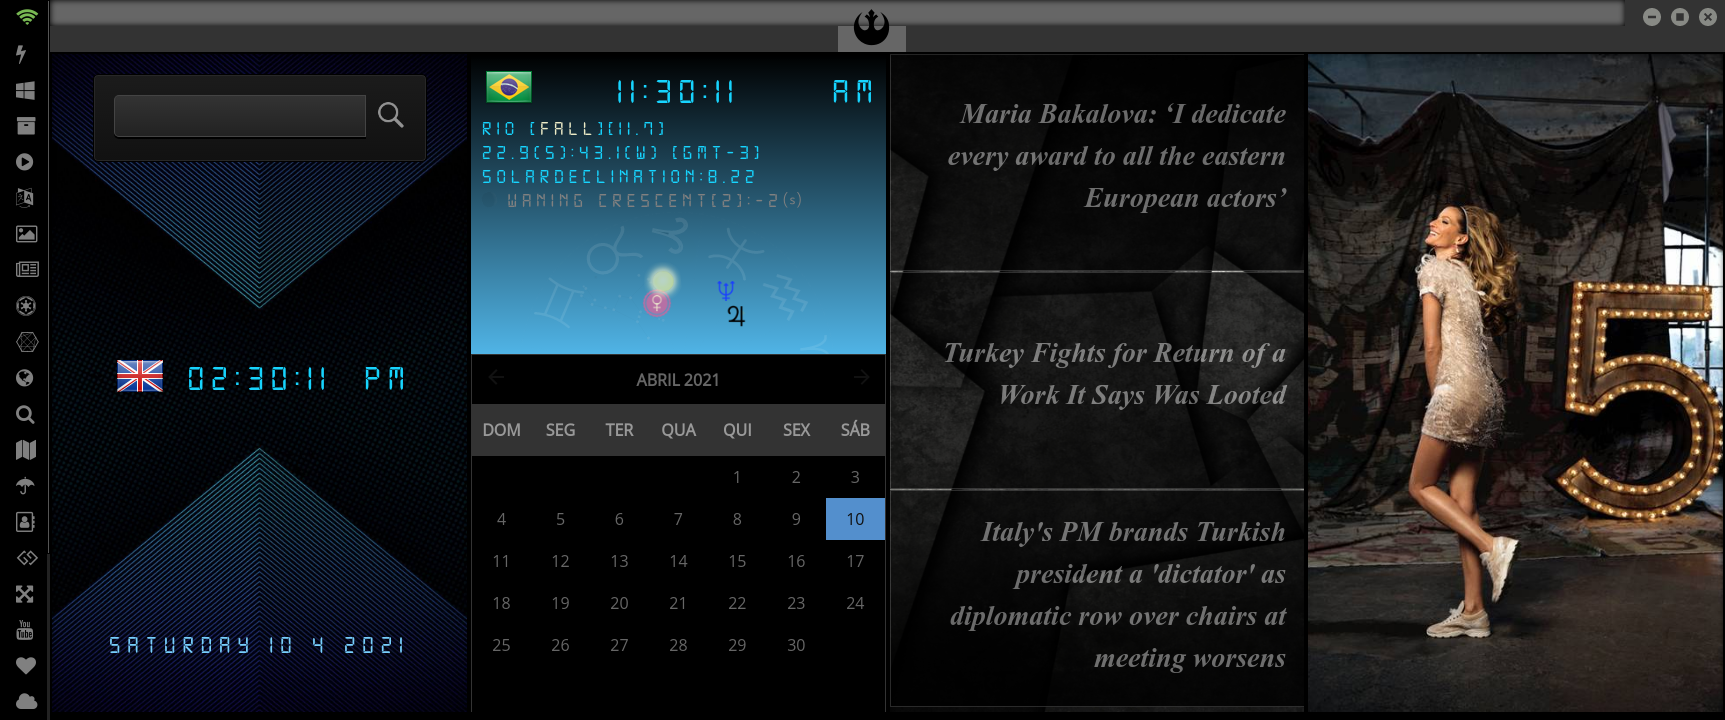 11:30:11 AM
RIO [FALL][11.7]
22.9(S):43.1(W) [GMT-3]
SOLARDECLINATION:8.22
WANING CRESCENT[2]:-2(s)
02:30:11 PM
SATURDAY 10 4 2021
ABRIL 2021
DOM SEG TER QUA QUI SEX SÁB
1 2 3
4 5 6 7 8 9 10
11 12 13 14 15 16 17
18 19 20 21 22 23 24
25 26 27 28 29 30
Maria Bakalova: ‘I dedicate
every award to all the eastern
European actors’
Turkey Fights for Return of a
Work It Says Was Looted
Italy's PM brands Turkish
president a 'dictator' as
diplomatic row over chairs at
meeting worsens
5
You
Tube